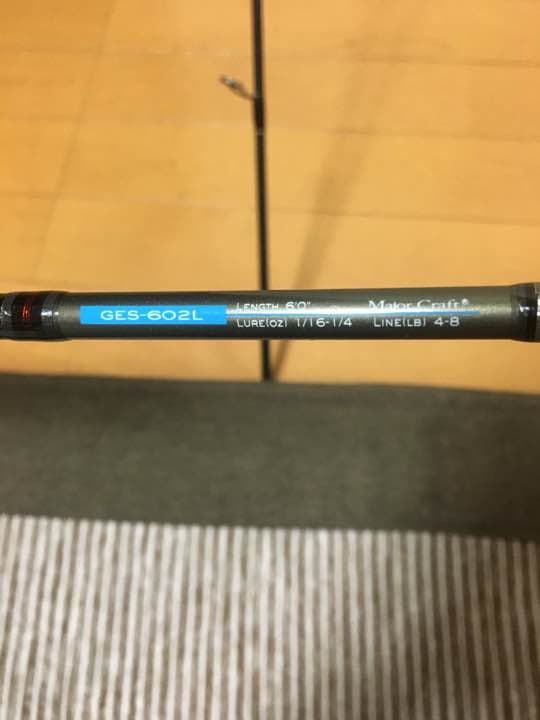 GES-602L
LENGTH 6'0" Major Craft®
LURE(OZ) 1/16-1/4 LINE(LB) 4-8